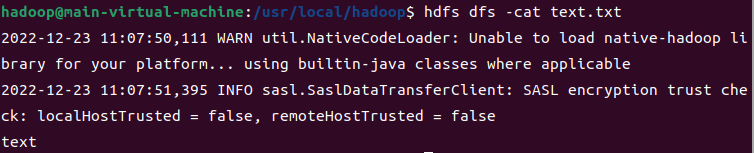 hadoop@main-virtual-machine:/usr/local/hadoop$ hdfs dfs -cat text.txt
2022-12-23 11:07:50,111 WARN util.NativeCodeLoader: Unable to load native-hadoop li
brary for your platform... using builtin-java classes where applicable
2022-12-23 11:07:51,395 INFO sasl.SaslDataTransferClient: SASL encryption trust che
ck: localHostTrusted = false, remoteHostTrusted = false
text